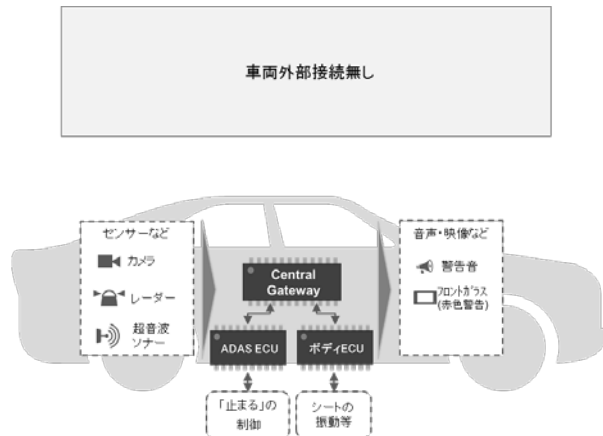 車両外部接続無し
センサーなど
カメラ
レーダー
超音波
ソナー
Central
Gateway
ADAS ECU
ボディECU
「止まる」の
制御
シートの
振動等
音声・映像など
警告音
フロントガラス
(赤色警告)